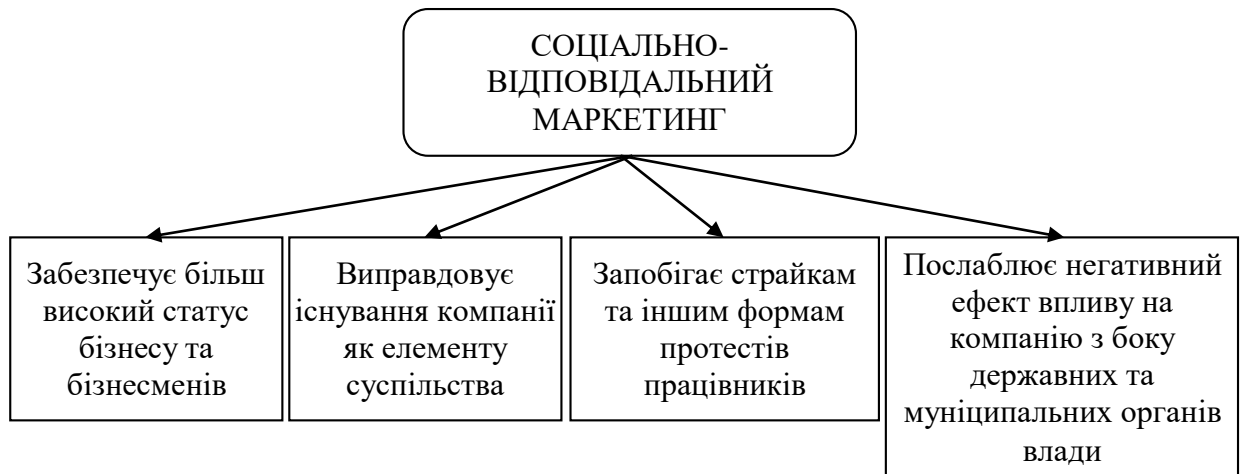 СОЦІАЛЬНО-
ВІДПОВІДАЛЬНИЙ
МАРКЕТИНГ
Забезпечує більш
високий статус
бізнесу та
бізнесменів
Виправдовує
існування компанії
як елементу
суспільства
Запобігає страйкам
та іншим формам
протестів
працівників
Послаблює негативний
ефект впливу на
компанію з боку
державних та
муніципальних органів
влади